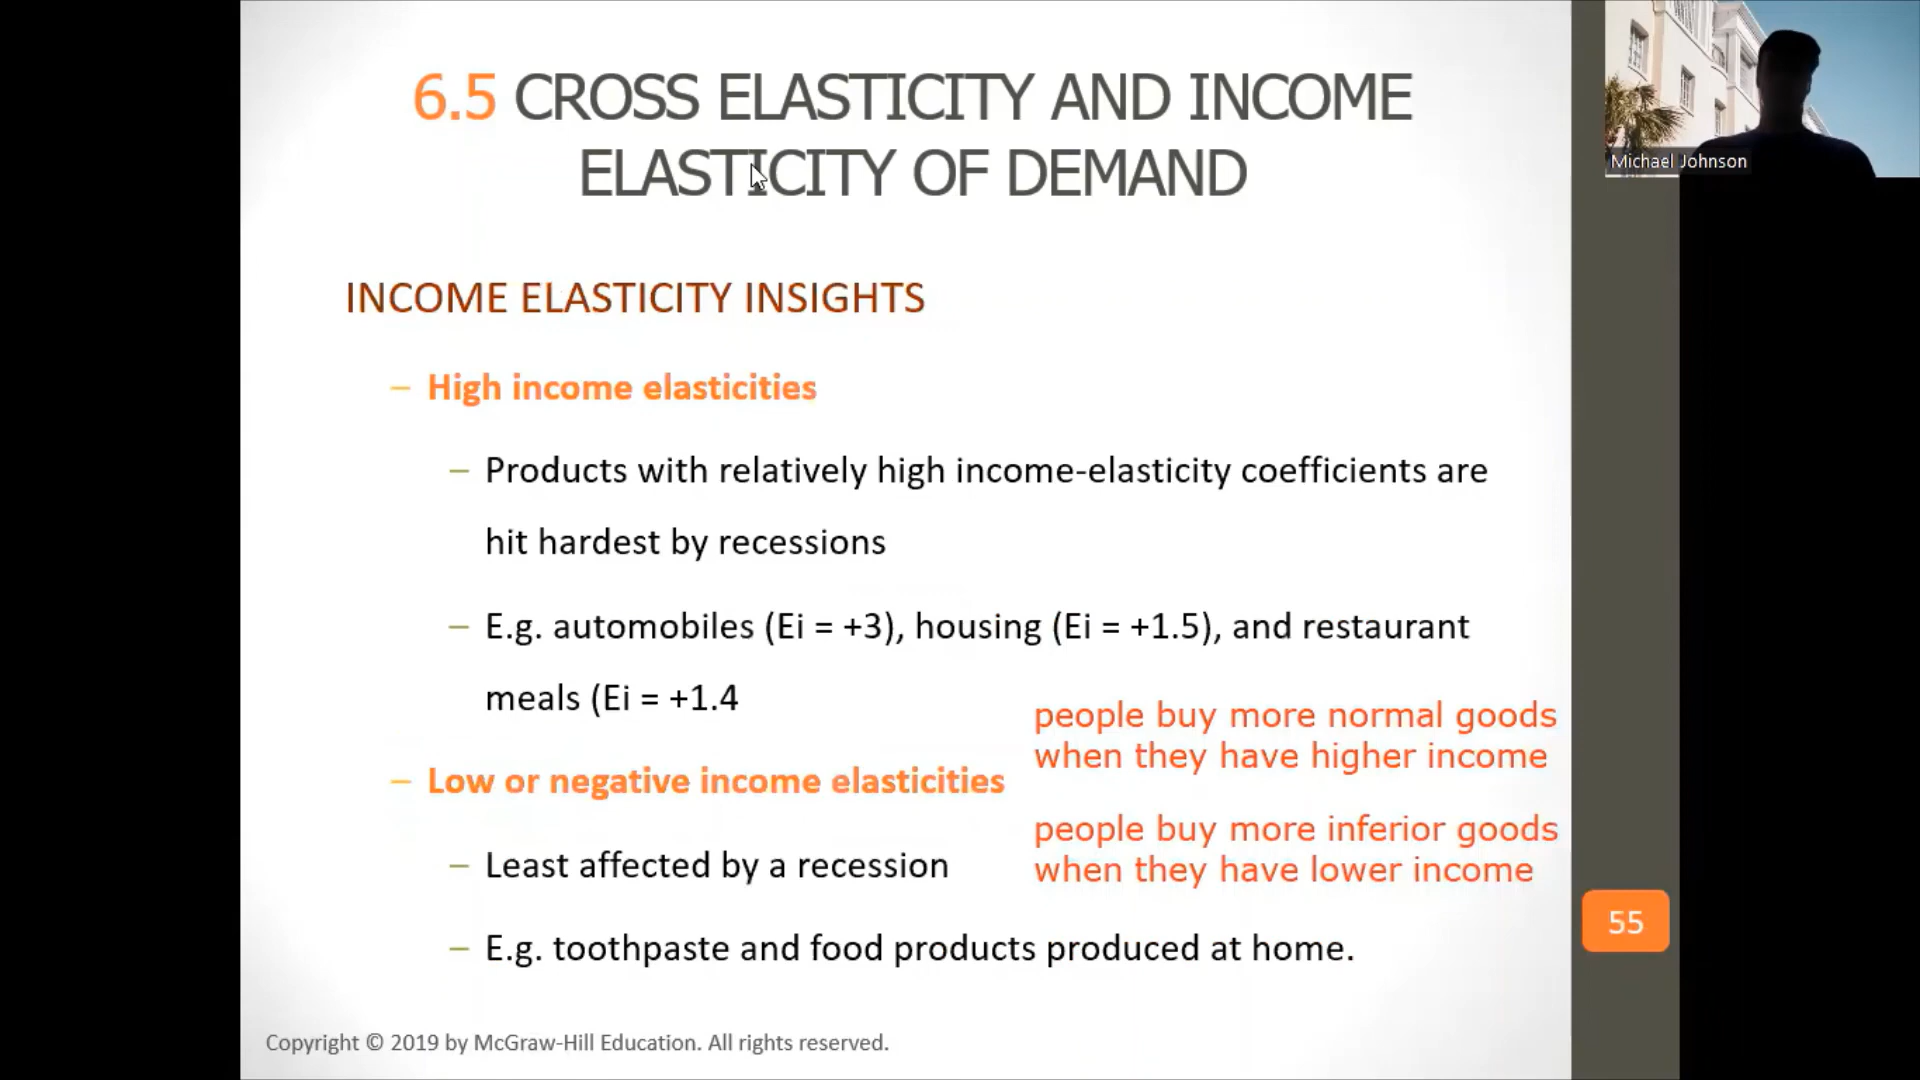 6.5 CROSS ELASTICITY AND INCOME
ELASTICITY OF DEMAND
Michael Johnson
INCOME ELASTICITY INSIGHTS
– High income elasticities
– Products with relatively high income-elasticity coefficients are
hit hardest by recessions
– E.g. automobiles (Ei = +3), housing (Ei = +1.5), and restaurant
meals (Ei = +1.4
people buy more normal goods
when they have higher income
– Low or negative income elasticities
people buy more inferior goods
when they have lower income
– Least affected by a recession
– E.g. toothpaste and food products produced at home.
55
Copyright © 2019 by McGraw-Hill Education. All rights reserved.